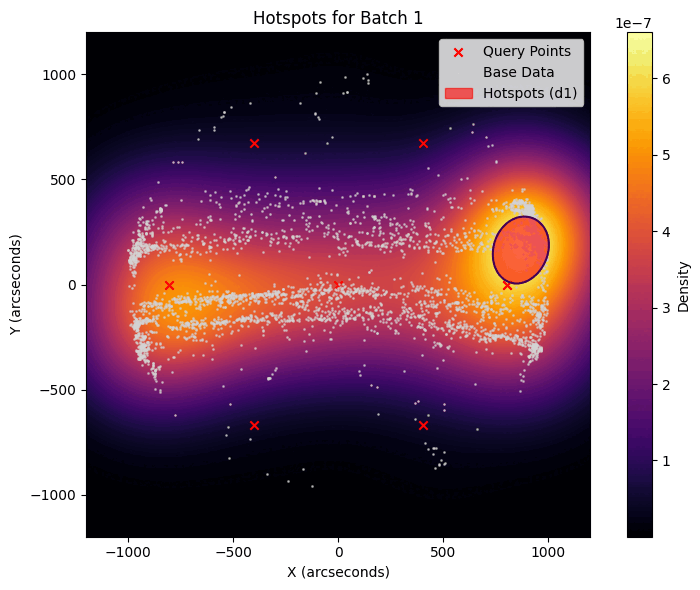 Hotspots for Batch 1
1e−7
Query Points
Base Data
Hotspots (d1)
1000
500
0
−500
−1000
Y (arcseconds)
−1000
−500
0
500
1000
X (arcseconds)
6
5
4
3
2
1
Density